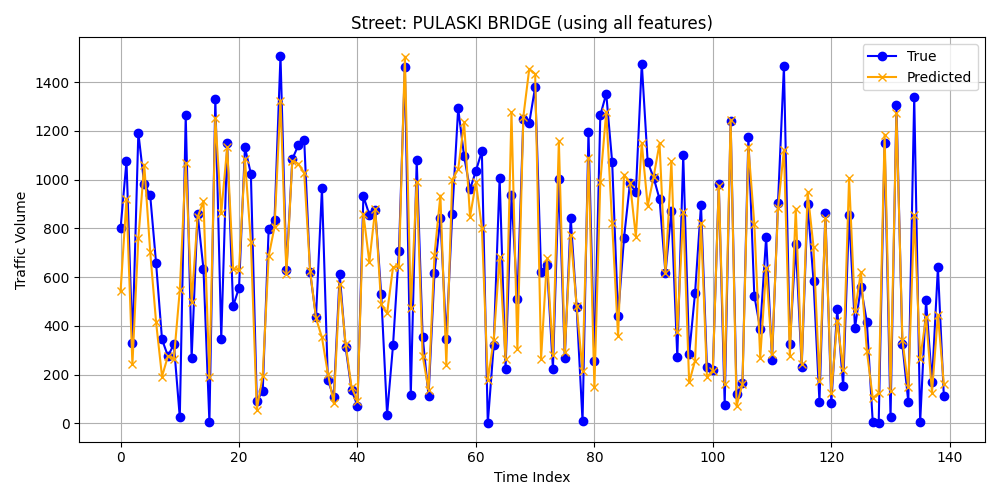 Street: PULASKI BRIDGE (using all features)
True
Predicted
Traffic Volume
1400
1200
1000
800
600
400
200
0
0 20 40 60 80 100 120 140
Time Index